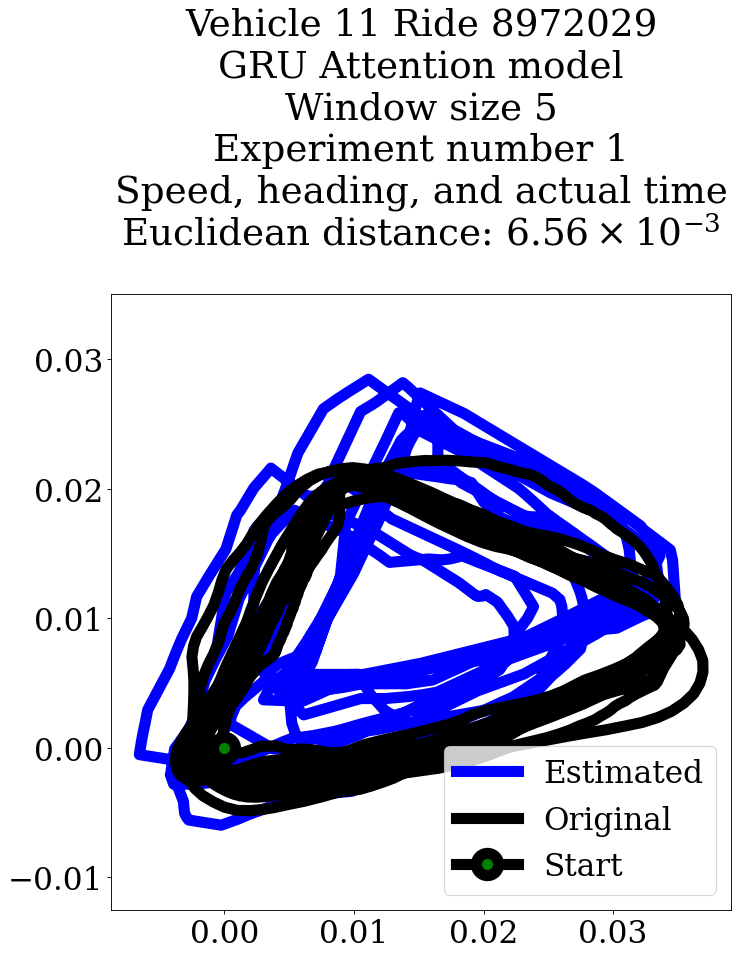 Vehicle 11 Ride 8972029
GRU Attention model
Window size 5
Experiment number 1
Speed, heading, and actual time
Euclidean distance: 6.56 × 10⁻³
0.03
0.02
0.01
0.00
−0.01
Estimated
Original
Start
0.00 0.01 0.02 0.03